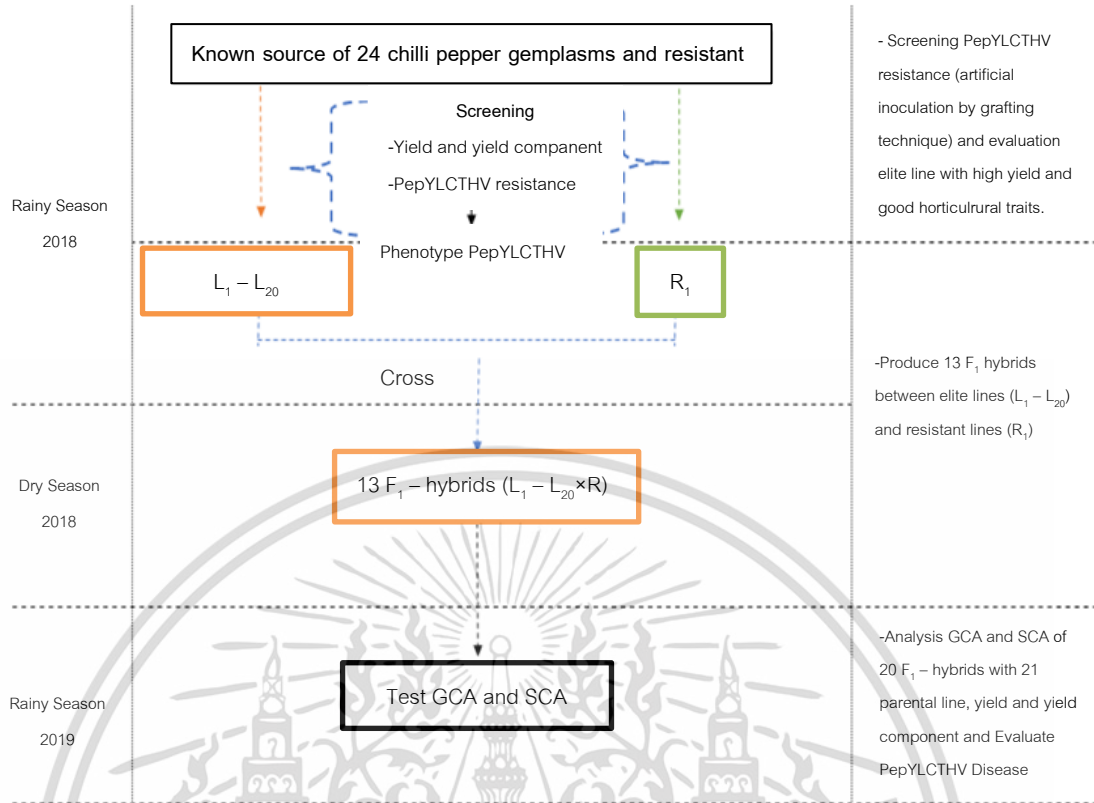 Known source of 24 chilli pepper gemplasms and resistant
Screening
-Yield and yield component
-PepYLCTHV resistance
Phenotype PepYLCTHV
Rainy Season
2018
L₁ – L₂₀
R₁
- Screening PepYLCTHV
resistance (artificial
inoculation by grafting
technique) and evaluation
elite line with high yield and
good horticulrural traits.
Cross
-Produce 13 F₁ hybrids
between elite lines (L₁ – L₂₀)
and resistant lines (R₁)
Dry Season
2018
13 F₁ – hybrids (L₁ – L₂₀×R)
Rainy Season
2019
Test GCA and SCA
-Analysis GCA and SCA of
20 F₁ – hybrids with 21
parental line, yield and yield
component and Evaluate
PepYLCTHV Disease